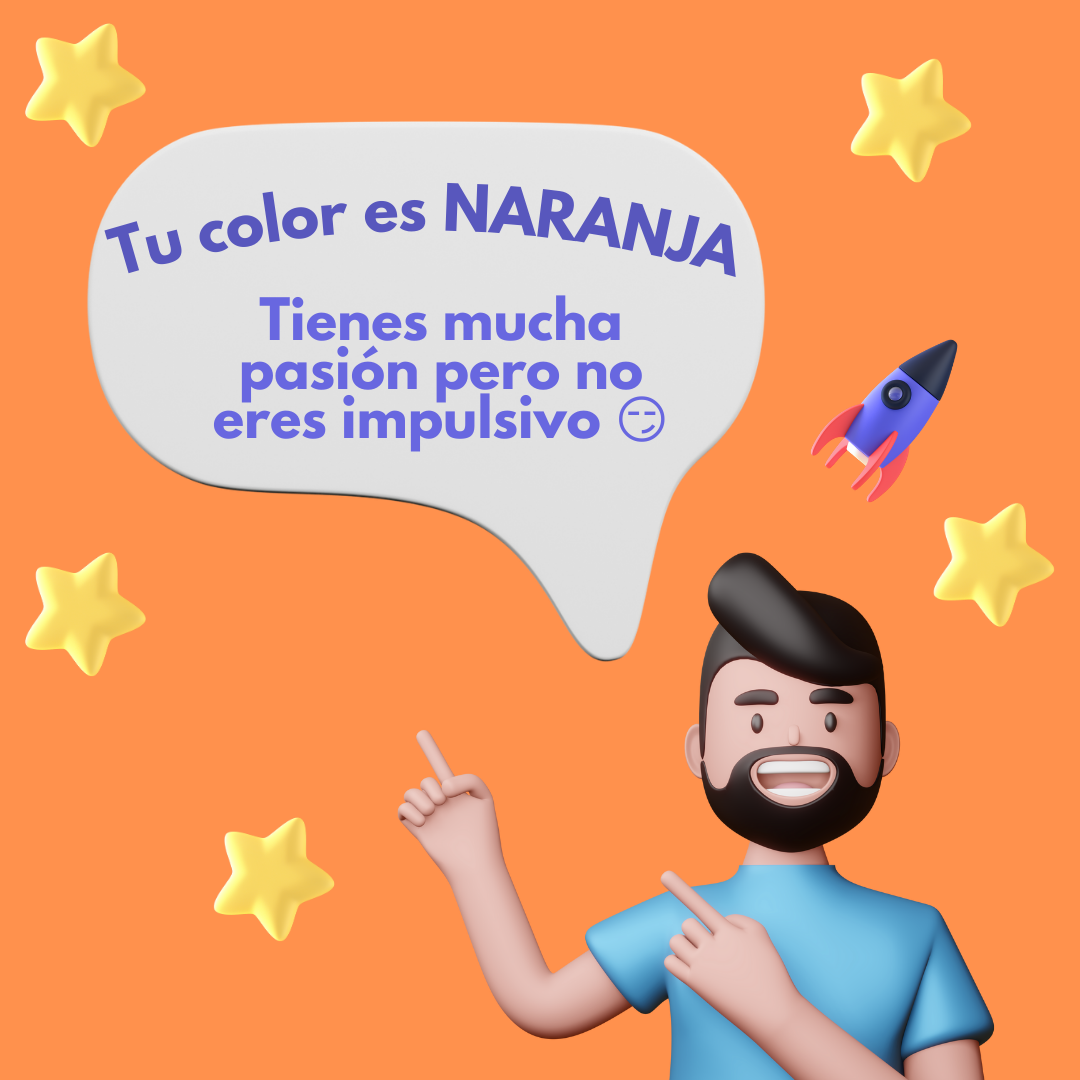 Tu color es NARANJA
Tienes mucha
pasión pero no
eres impulsivo 😏